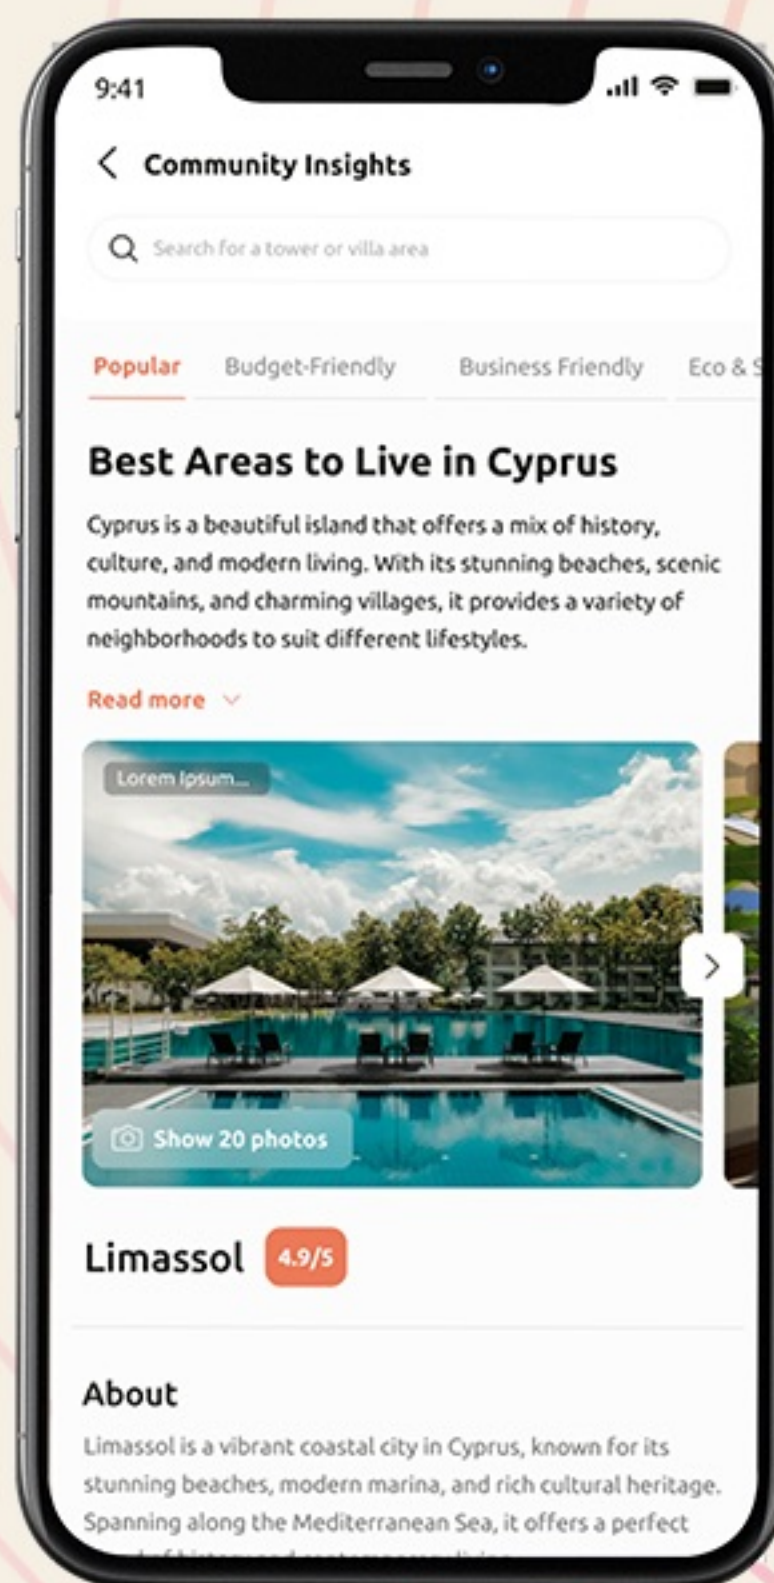 9:41
Community Insights
Search for a tower or villa area
Popular Budget-Friendly Business Friendly Eco & S
Best Areas to Live in Cyprus
Cyprus is a beautiful island that offers a mix of history,
culture, and modern living. With its stunning beaches, scenic
mountains, and charming villages, it provides a variety of
neighborhoods to suit different lifestyles.
Read more
Lorem Ipsum...
Show 20 photos
Limassol 4.9/5
About
Limassol is a vibrant coastal city in Cyprus, known for its
stunning beaches, modern marina, and rich cultural heritage.
Spanning along the Mediterranean Sea, it offers a perfect